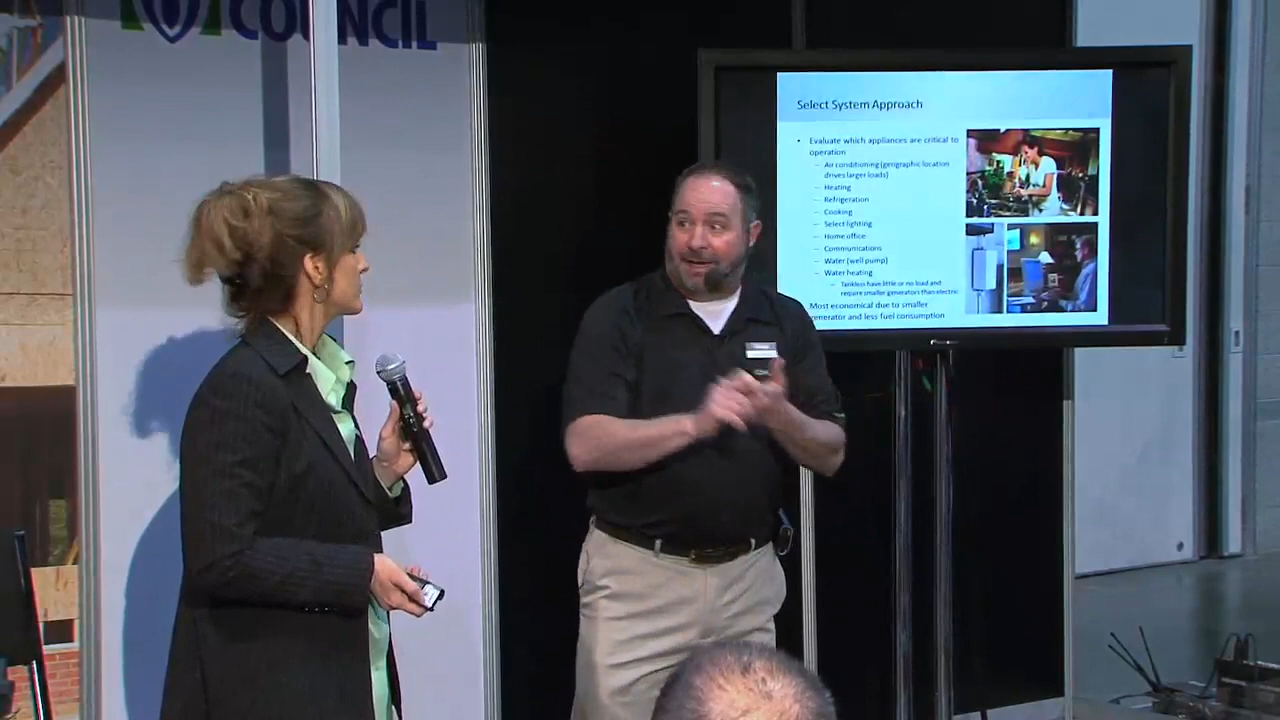 COUNCIL
Select System Approach
• Evaluate which appliances are critical to
operation
– Air conditioning (geographic location
drives larger loads)
– Heating
– Refrigeration
– Cooking
– Select lighting
– Home office
– Communications
– Water (well pump)
– Water heating
– Tankless have little or no load and
require smaller generators than electric
Most economical due to smaller
generator and less fuel consumption